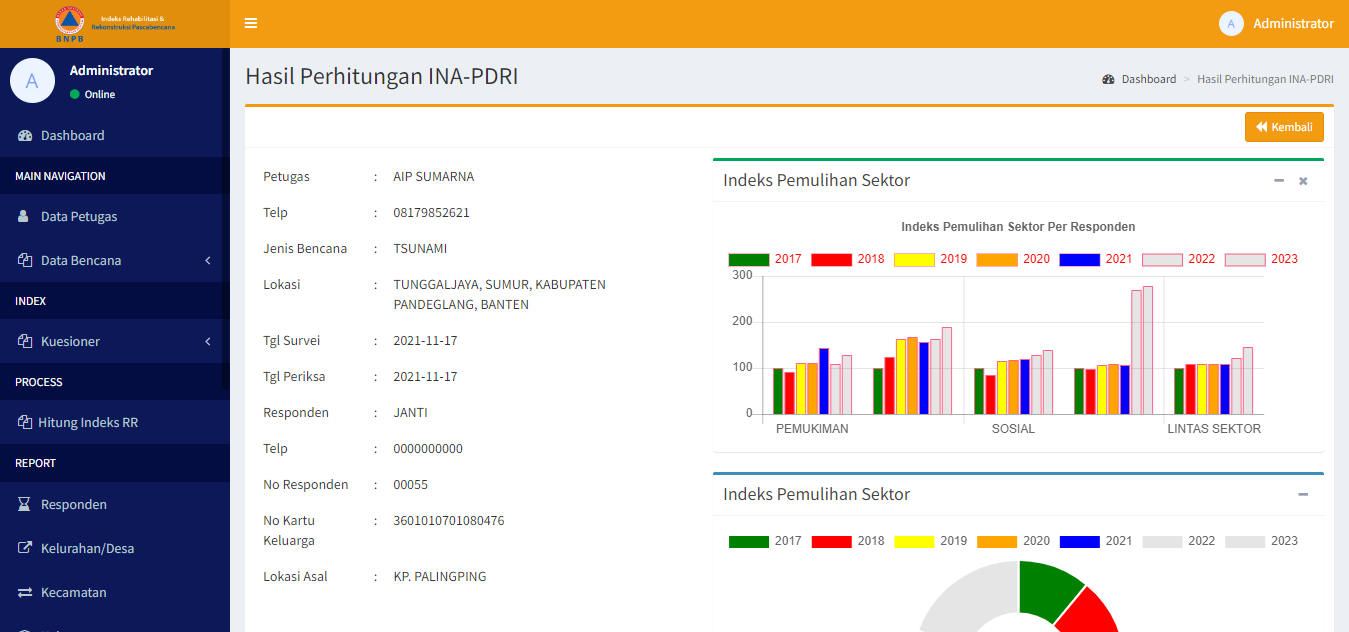 Indeks Rehabilitasi &
Rekonstruksi Pascabencana
BNPB
A
Administrator
A
Administrator
Online
Dashboard
MAIN NAVIGATION
Data Petugas
Data Bencana
INDEX
Kuesioner
PROCESS
Hitung Indeks RR
REPORT
Responden
Kelurahan/Desa
Kecamatan
Hasil Perhitungan INA-PDRI
Dashboard > Hasil Perhitungan INA-PDRI
Kembali
Petugas : AIP SUMARNA
Telp : 08179852621
Jenis Bencana : TSUNAMI
Lokasi : TUNGGALJAYA, SUMUR, KABUPATEN
PANDEGLANG, BANTEN
Tgl Survei : 2021-11-17
Tgl Periksa : 2021-11-17
Responden : JANTI
Telp : 0000000000
No Responden : 00055
No Kartu : 3601010701080476
Keluarga
Lokasi Asal : KP. PALINGPING
Indeks Pemulihan Sektor
Indeks Pemulihan Sektor Per Responden
2017 2018 2019 2020 2021 2022 2023
300
200
100
0
PEMUKIMAN SOSIAL LINTAS SEKTOR
Indeks Pemulihan Sektor
2017 2018 2019 2020 2021 2022 2023